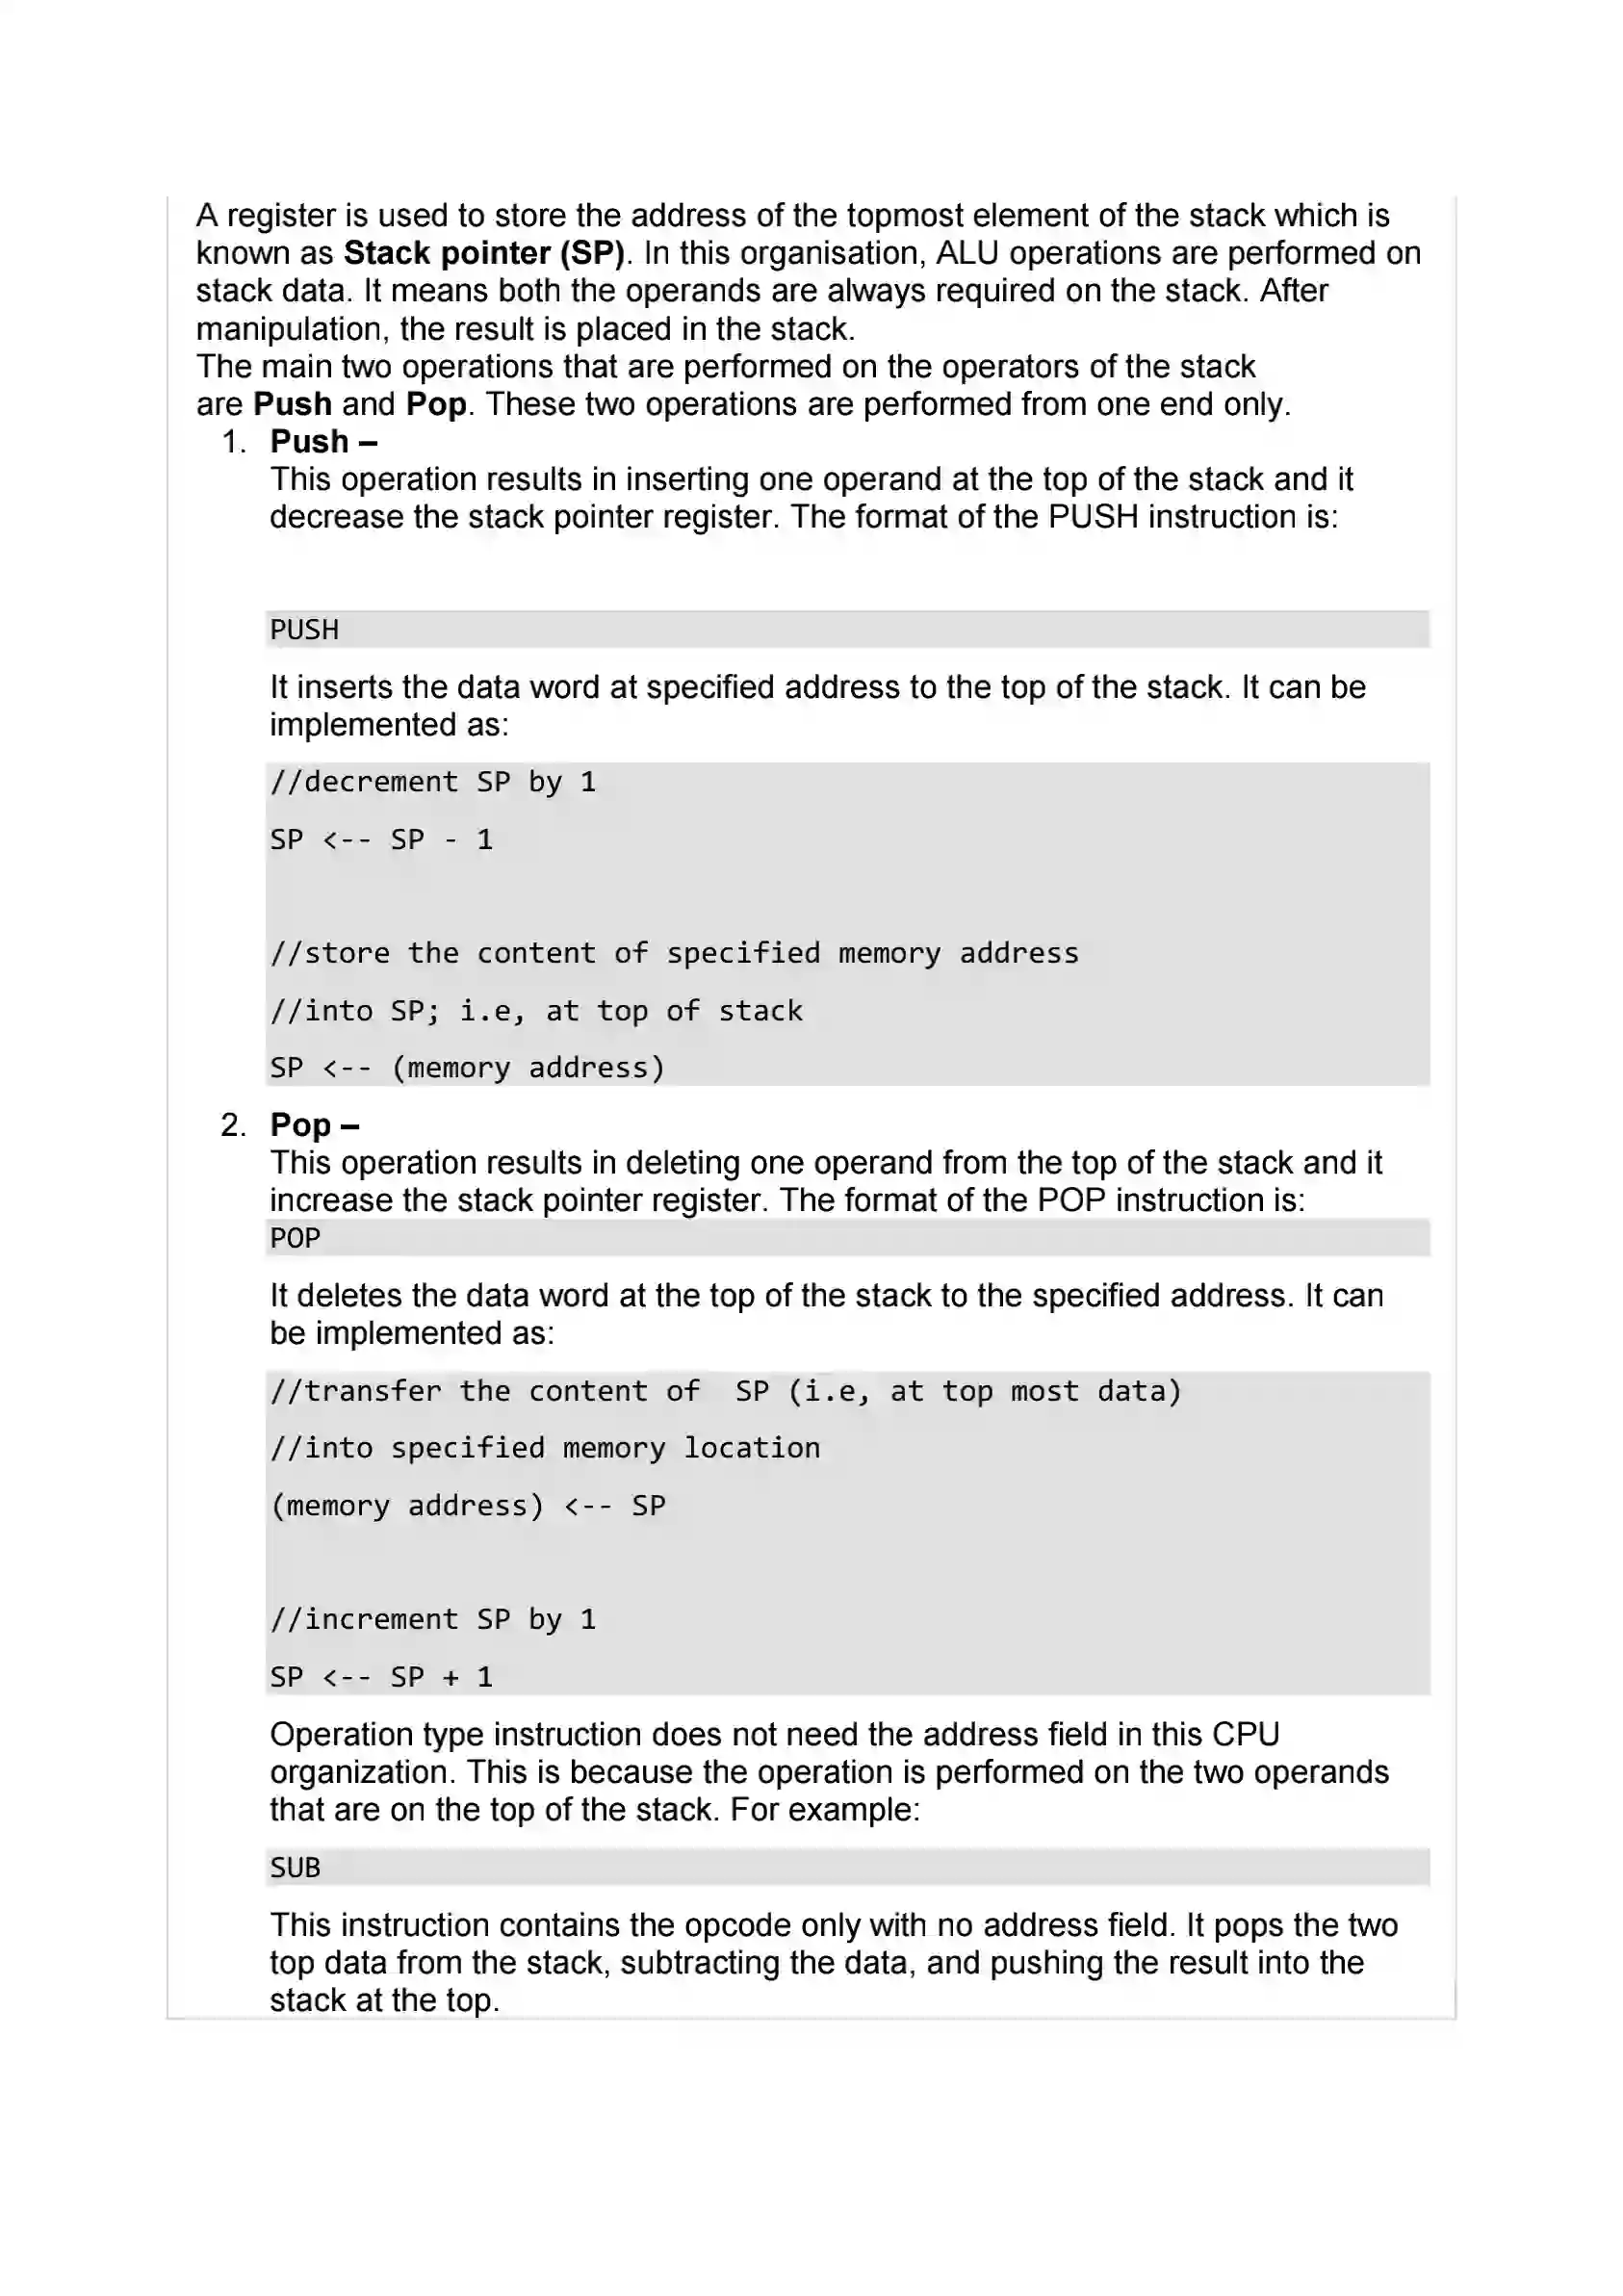 A register is used to store the address of the topmost element of the stack which is
known as Stack pointer (SP). In this organisation, ALU operations are performed on
stack data. It means both the operands are always required on the stack. After
manipulation, the result is placed in the stack.
The main two operations that are performed on the operators of the stack
are Push and Pop. These two operations are performed from one end only.
1. Push –
This operation results in inserting one operand at the top of the stack and it
decrease the stack pointer register. The format of the PUSH instruction is:
PUSH
It inserts the data word at specified address to the top of the stack. It can be
implemented as:
//decrement SP by 1
SP <-- SP - 1
//store the content of specified memory address
//into SP; i.e, at top of stack
SP <-- (memory address)
2. Pop –
This operation results in deleting one operand from the top of the stack and it
increase the stack pointer register. The format of the POP instruction is:
POP
It deletes the data word at the top of the stack to the specified address. It can
be implemented as:
//transfer the content of  SP (i.e, at top most data)
//into specified memory location
(memory address) <-- SP
//increment SP by 1
SP <-- SP + 1
Operation type instruction does not need the address field in this CPU
organization. This is because the operation is performed on the two operands
that are on the top of the stack. For example:
SUB
This instruction contains the opcode only with no address field. It pops the two
top data from the stack, subtracting the data, and pushing the result into the
stack at the top.